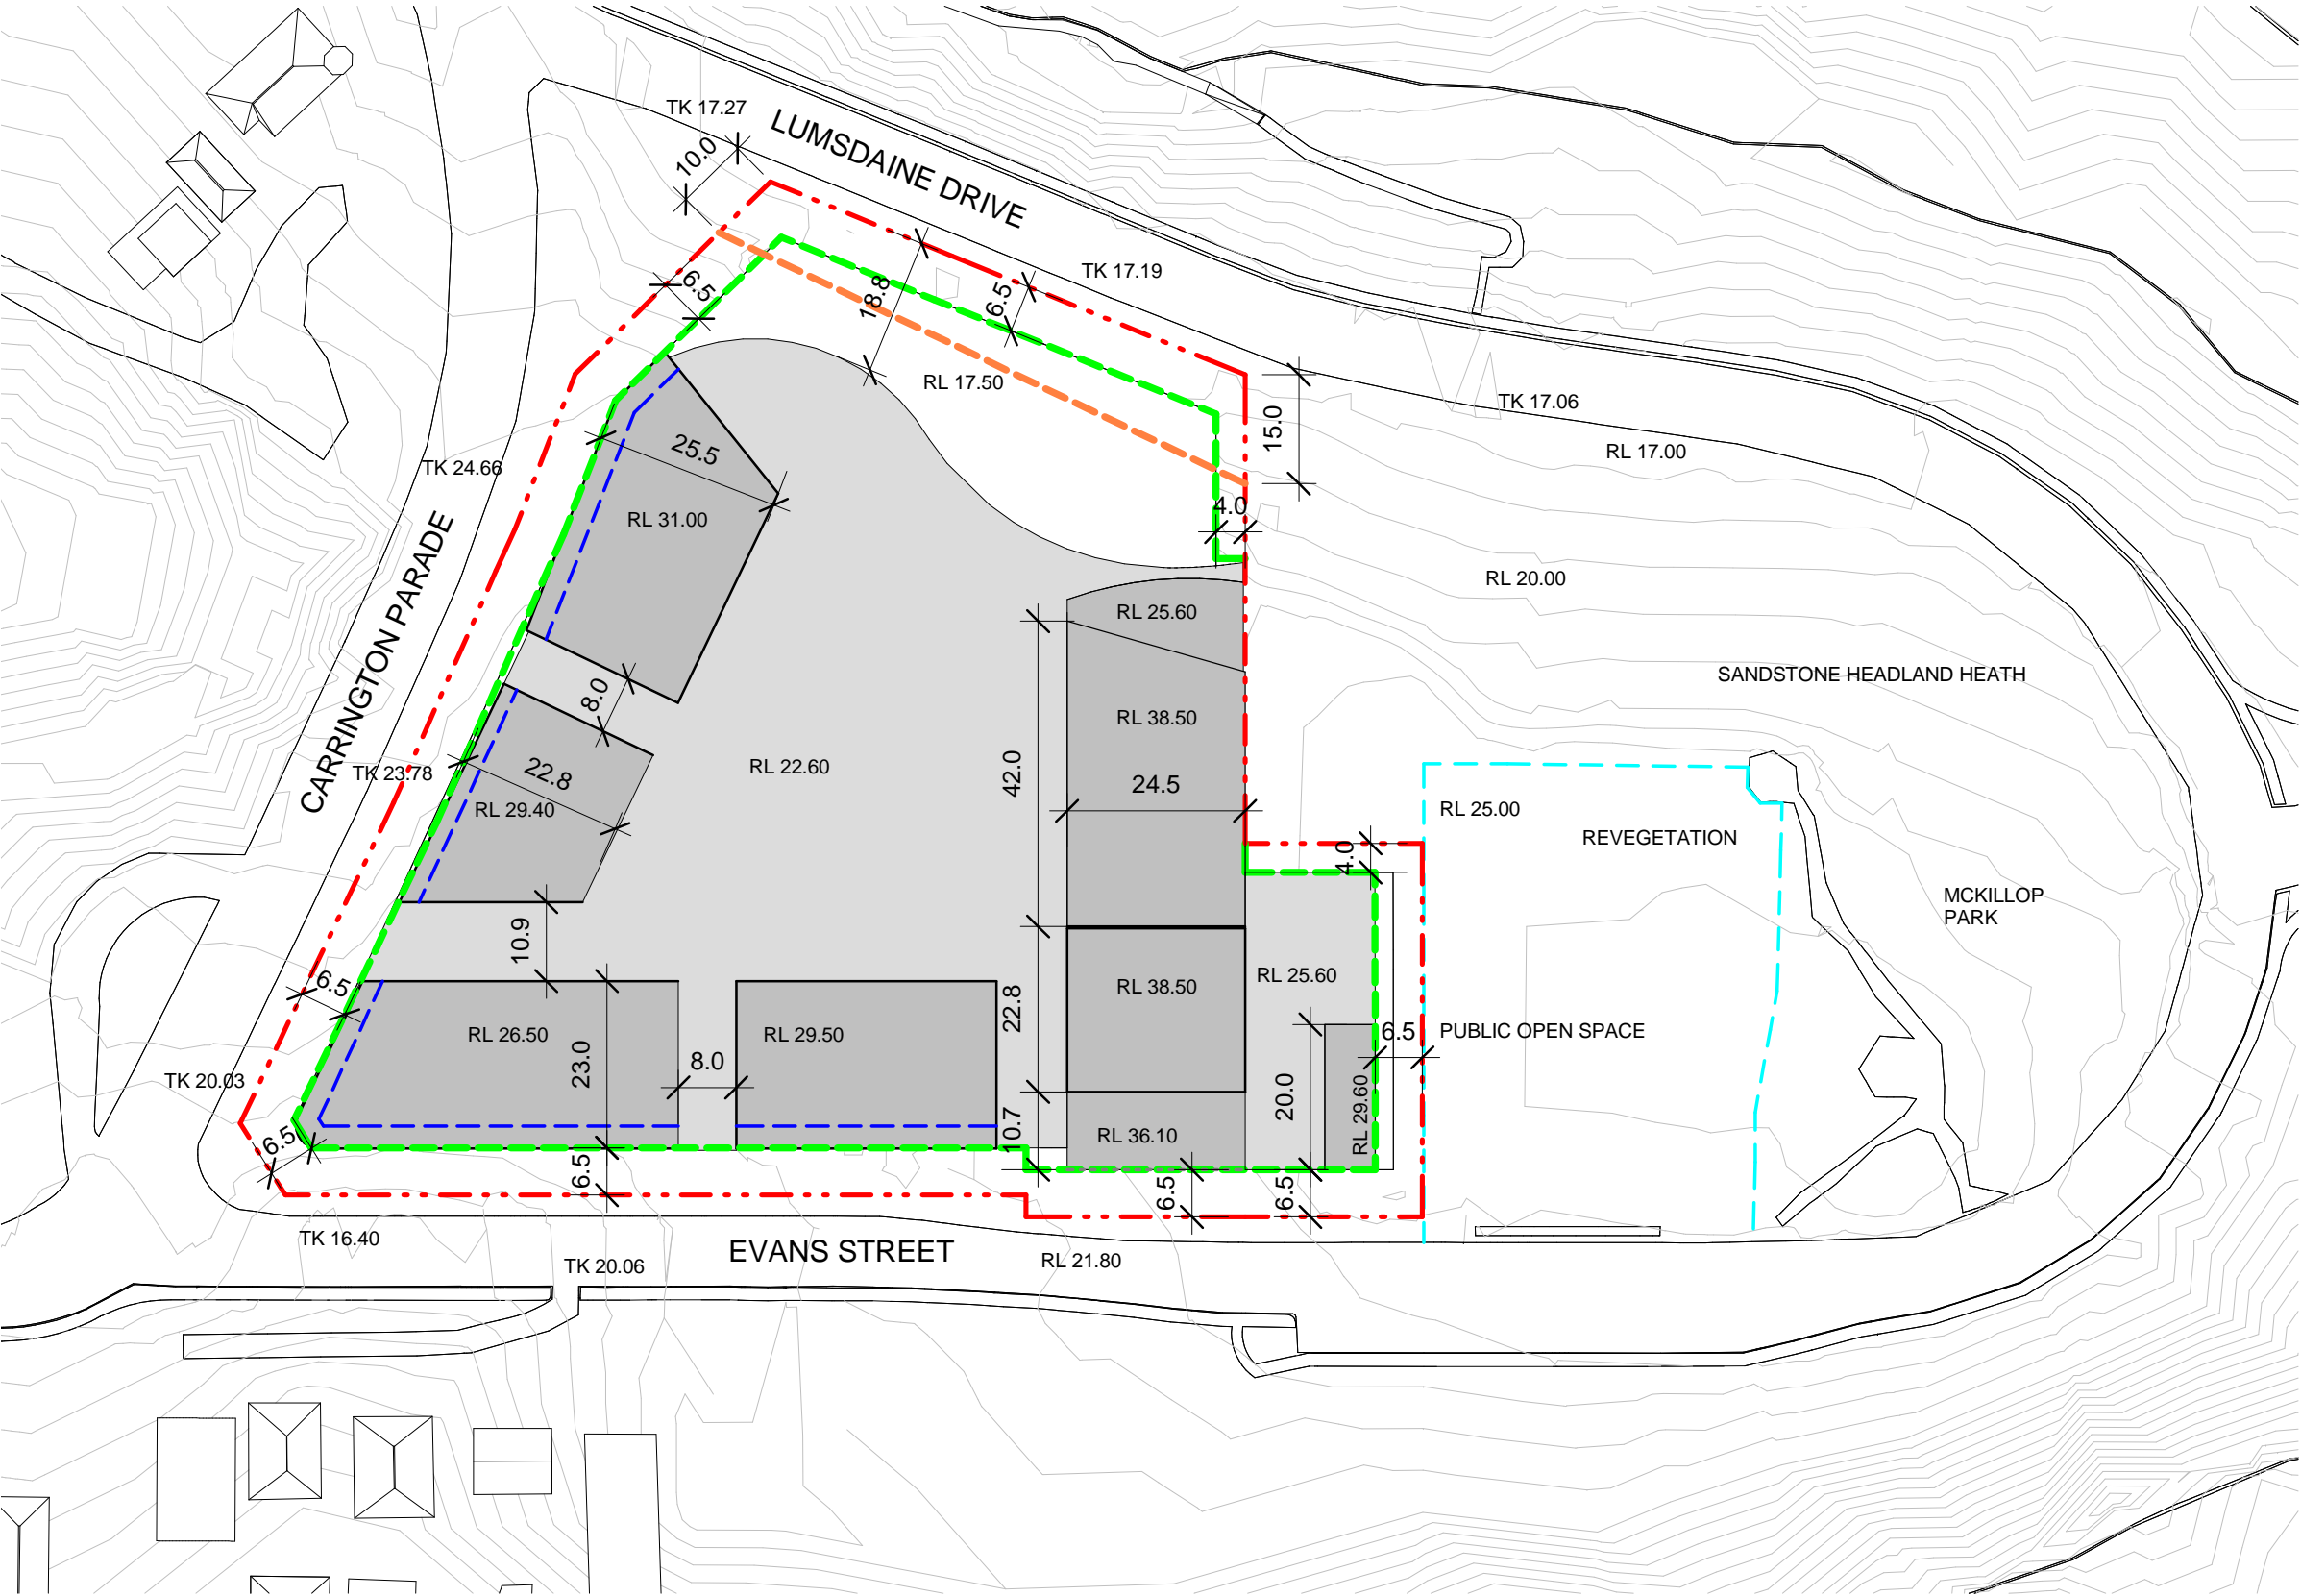 TK 17.27
LUMSDAINE DRIVE
10.0
TK 17.19
6.5
18.8
6.5
RL 17.50
15.0
TK 17.06
RL 17.00
25.5
TK 24.66
4.0
RL 31.00
CARRINGTON PARADE
RL 20.00
RL 25.60
SANDSTONE HEADLAND HEATH
8.0
RL 38.50
42.0
24.5
RL 22.60
22.8
TK 23.78
RL 29.40
RL 25.00
REVEGETATION
4.0
MCKILLOP
PARK
10.9
6.5
RL 38.50
RL 25.60
22.8
RL 26.50
RL 29.50
23.0
8.0
6.5
PUBLIC OPEN SPACE
TK 20.03
20.0
RL 29.60
10.7
RL 36.10
6.5
6.5
6.5
6.5
TK 16.40
EVANS STREET
RL 21.80
TK 20.06